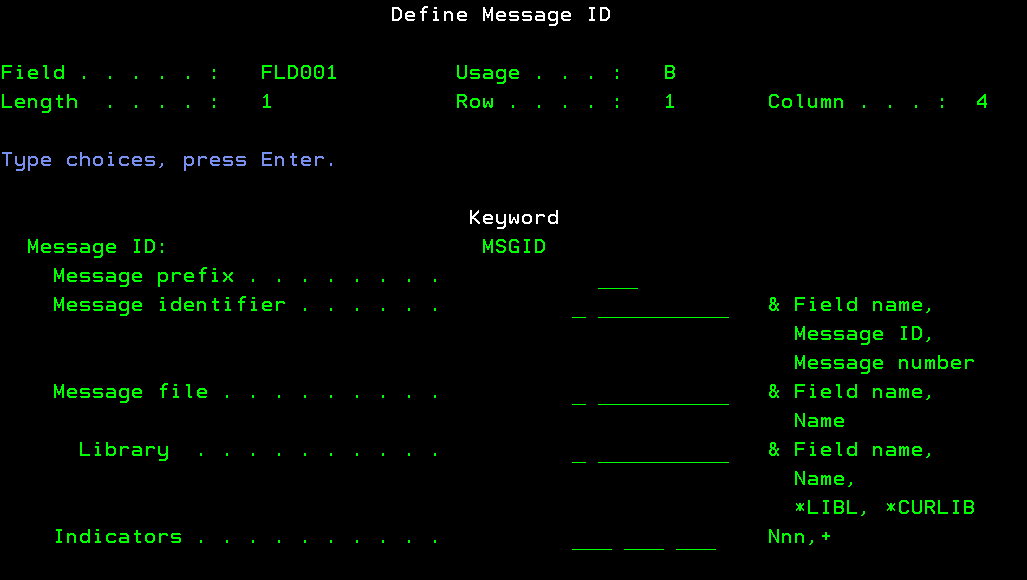 Define Message ID
Field . . . . . :   FLD001         Usage . . . :   B
Length  . . . . :   1              Row . . . . :   1       Column . . . :  4
Type choices, press Enter.
Keyword
Message ID:                        MSGID
Message prefix . . . . . . . .            ___
Message identifier . . . . . .          _ __________   & Field name,
Message ID,
Message number
Message file . . . . . . . . .          _ __________   & Field name,
Name
Library  . . . . . . . . . .          _ __________   & Field name,
Name,
*LIBL, *CURLIB
Indicators . . . . . . . . . .          ___ ___ ___    Nnn,+